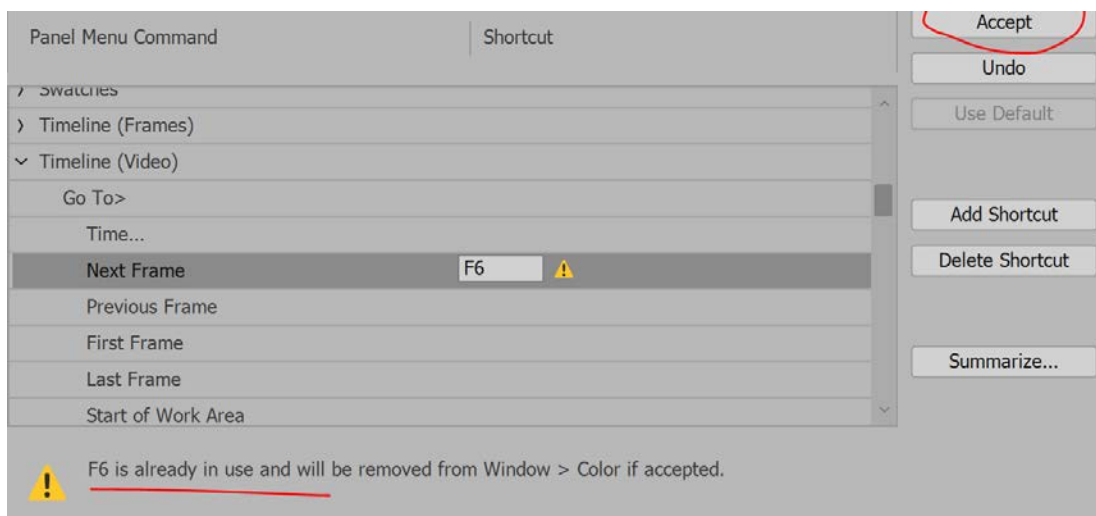 Accept
Panel Menu Command Shortcut
Undo
Swatches
Use Default
Timeline (Frames)
Timeline (Video)
Go To>
Add Shortcut
Time...
Next Frame F6
Delete Shortcut
Previous Frame
First Frame
Summarize...
Last Frame
Start of Work Area
F6 is already in use and will be removed from Window > Color if accepted.